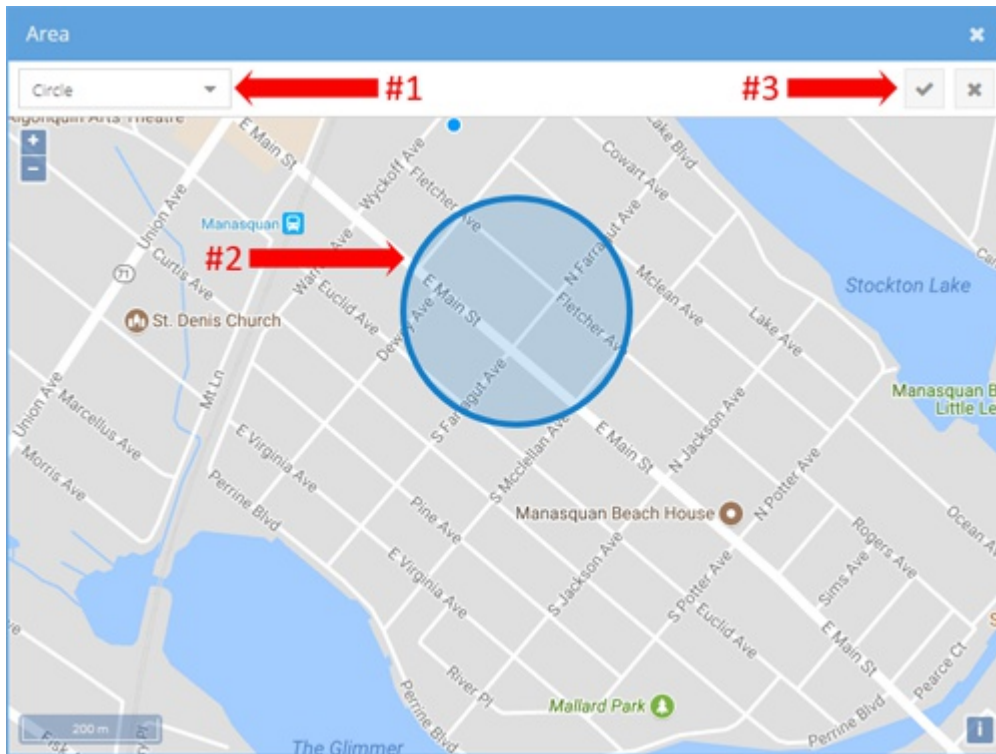 Area
Circle
#1
#3
+
-
Algonquin Arts Theatre
E Main St
Wyckoff Ave
Fletcher Ave
Cowart Ave
Lake Blvd
Union Ave
Manasquan
71
#2
Curtis Ave
Euclid Ave
E Main St
Dewey Ave
N Farragut Ave
Fletcher Ave
Mclean Ave
Lake Ave
Stockton Lake
St. Denis Church
Mt Ln
Union Ave
Marcellus Ave
Morris Ave
S Farragut Ave
E Virginia Ave
Perrine Blvd
Pine Ave
S Mcclellan Ave
E Main St
N Jackson Ave
N Potter Ave
Manasquan B
Little Le
Manasquan Beach House
E Virginia Ave
S Jackson Ave
S Potter Ave
Euclid Ave
Rogers Ave
Sims Ave
Ocean A
E Main St
Pearce Ct
River Pl
Perrine Blvd
Mallard Park
Perrine Blvd
200 m
The Glimmer
i